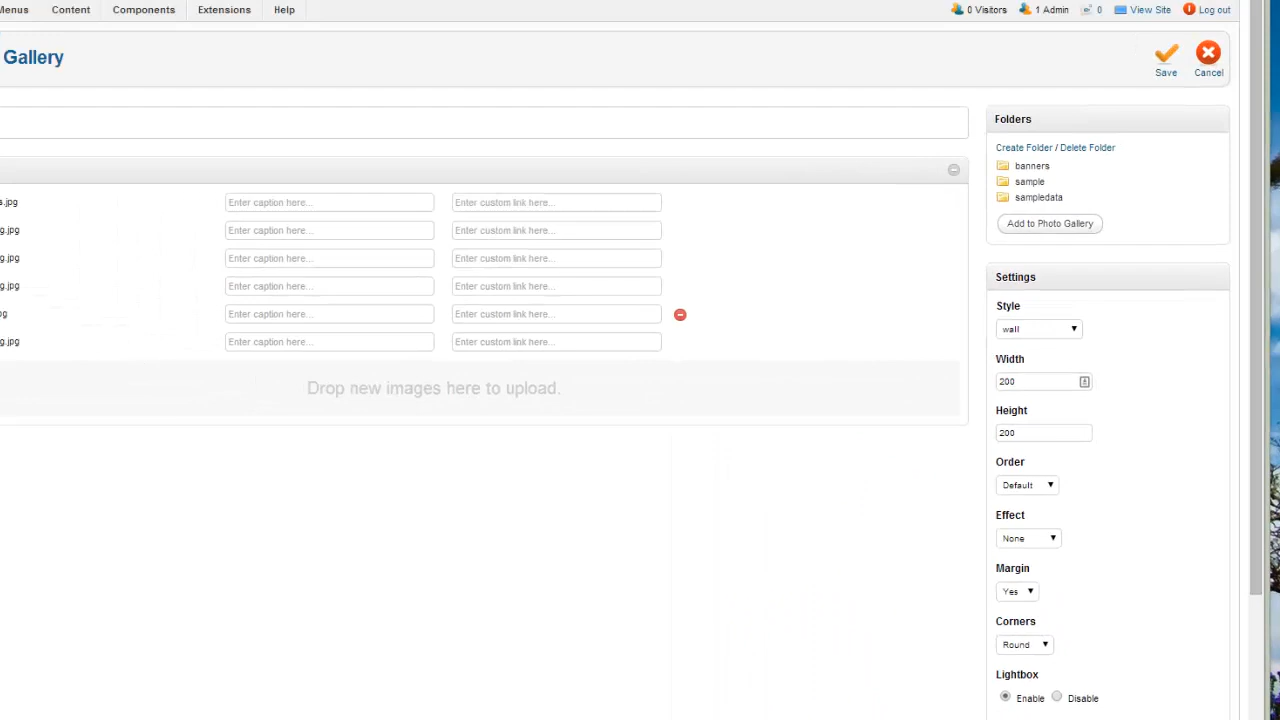 Menus Content Components Extensions Help 0 Visitors 1 Admin 0 View Site Log out
Gallery
Save Cancel
Folders
Create Folder / Delete Folder
banners
sample
sampledata
Add to Photo Gallery
s.jpg Enter caption here... Enter custom link here...
g.jpg Enter caption here... Enter custom link here...
g.jpg Enter caption here... Enter custom link here...
g.jpg Enter caption here... Enter custom link here...
pg Enter caption here... Enter custom link here...
g.jpg Enter caption here... Enter custom link here...
Drop new images here to upload.
Settings
Style
wall
Width
200
Height
200
Order
Default
Effect
None
Margin
Yes
Corners
Round
Lightbox
Enable Disable